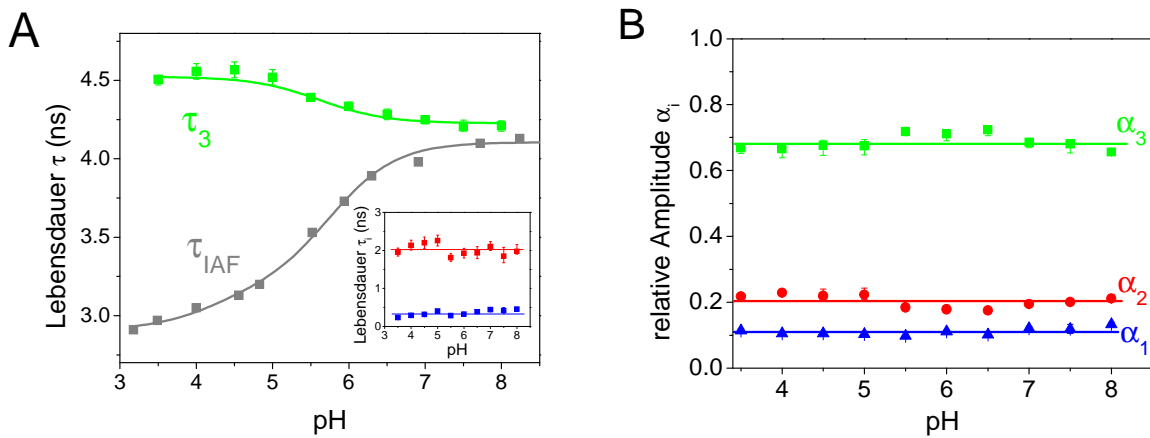 A
Lebensdauer τ (ns)
4.5
4.0
3.5
3.0
τ3
τIAF
3 4 5 6 7 8
pH
Lebensdauer τi (ns)
3
2
1
0
3 4 5 6 7 8
pH
B
relative Amplitude αi
1.0
0.8
0.6
0.4
0.2
0.0
α3
α2
α1
4 5 6 7 8
pH